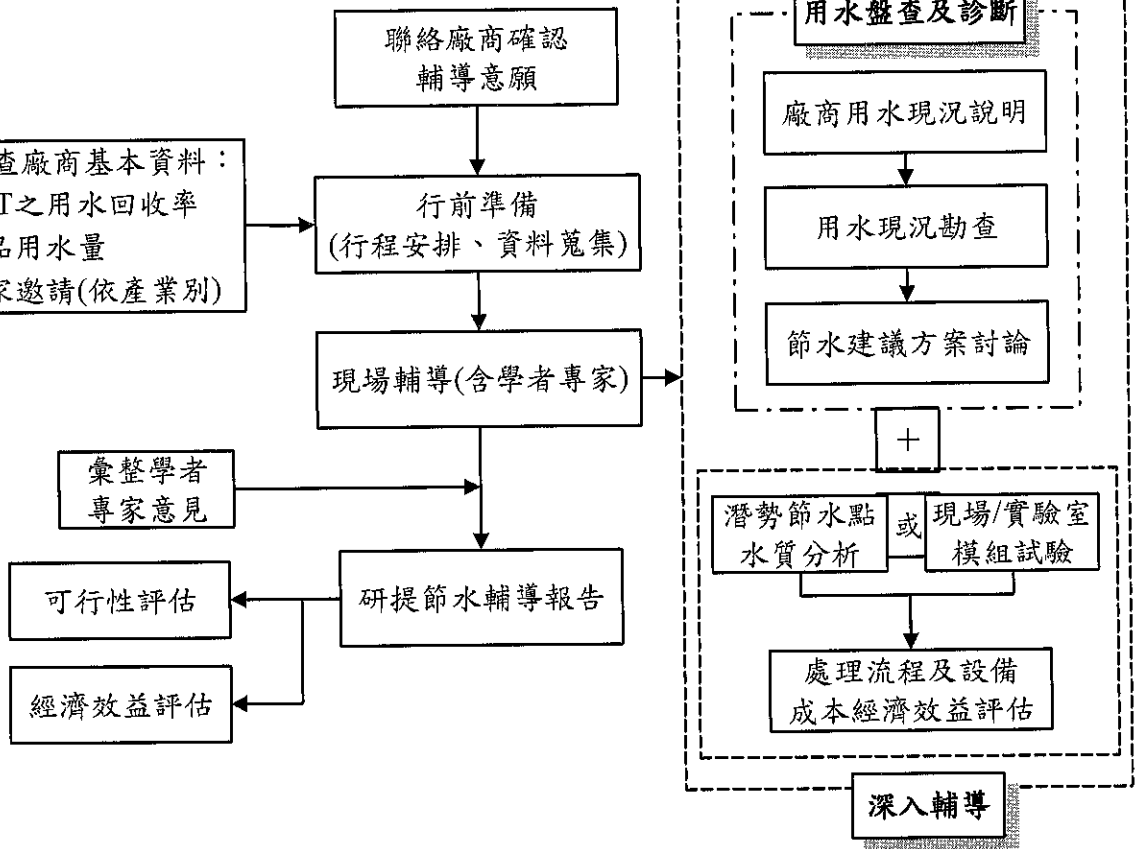 聯絡廠商確認
輔導意願
查廠商基本資料：
T之用水回收率
品用水量
家邀請(依產業別)
行前準備
(行程安排、資料蒐集)
現場輔導(含學者專家)
彙整學者
專家意見
研提節水輔導報告
可行性評估
經濟效益評估
用水盤查及診斷
廠商用水現況說明
用水現況勘查
節水建議方案討論
+
潛勢節水點
水質分析
或
現場/實驗室
模組試驗
處理流程及設備
成本經濟效益評估
深入輔導